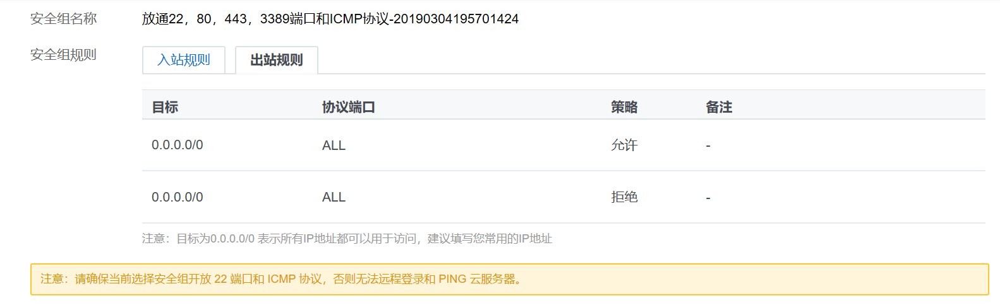 安全组名称 放通22，80，443，3389端口和ICMP协议-20190304195701424
安全组规则 入站规则 出站规则
目标 协议端口 策略 备注
0.0.0.0/0 ALL 允许 -
0.0.0.0/0 ALL 拒绝 -
注意：目标为0.0.0.0/0 表示所有IP地址都可以用于访问，建议填写您常用的IP地址
注意：请确保当前选择安全组开放 22 端口和 ICMP 协议，否则无法远程登录和 PING 云服务器。